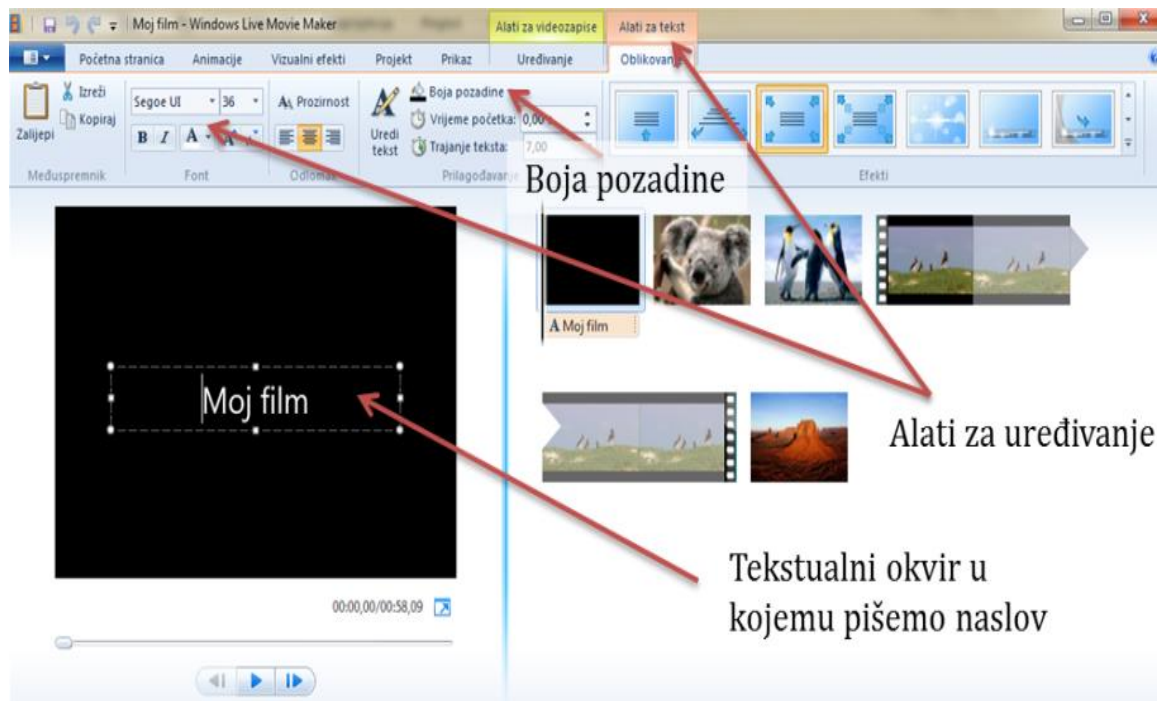 Moj film - Windows Live Movie Maker
Alati za videozapise
Alati za tekst
Početna stranica
Animacije
Vizualni efekti
Projekt
Prikaz
Uređivanje
Oblikovanje
Zalijepi
Izreži
Kopiraj
Međuspremnik
Segoe UI
36
B I A
Font
Prozirnost
Odlomak
Uredi
tekst
Boja pozadine
Vrijeme početka: 0,00
Trajanje teksta: 7,00
Prilagođavanje
Efekti
Boja pozadine
A Moj film
Moj film
Alati za uređivanje
Tekstualni okvir u
kojemu pišemo naslov
00:00,00/00:58,09